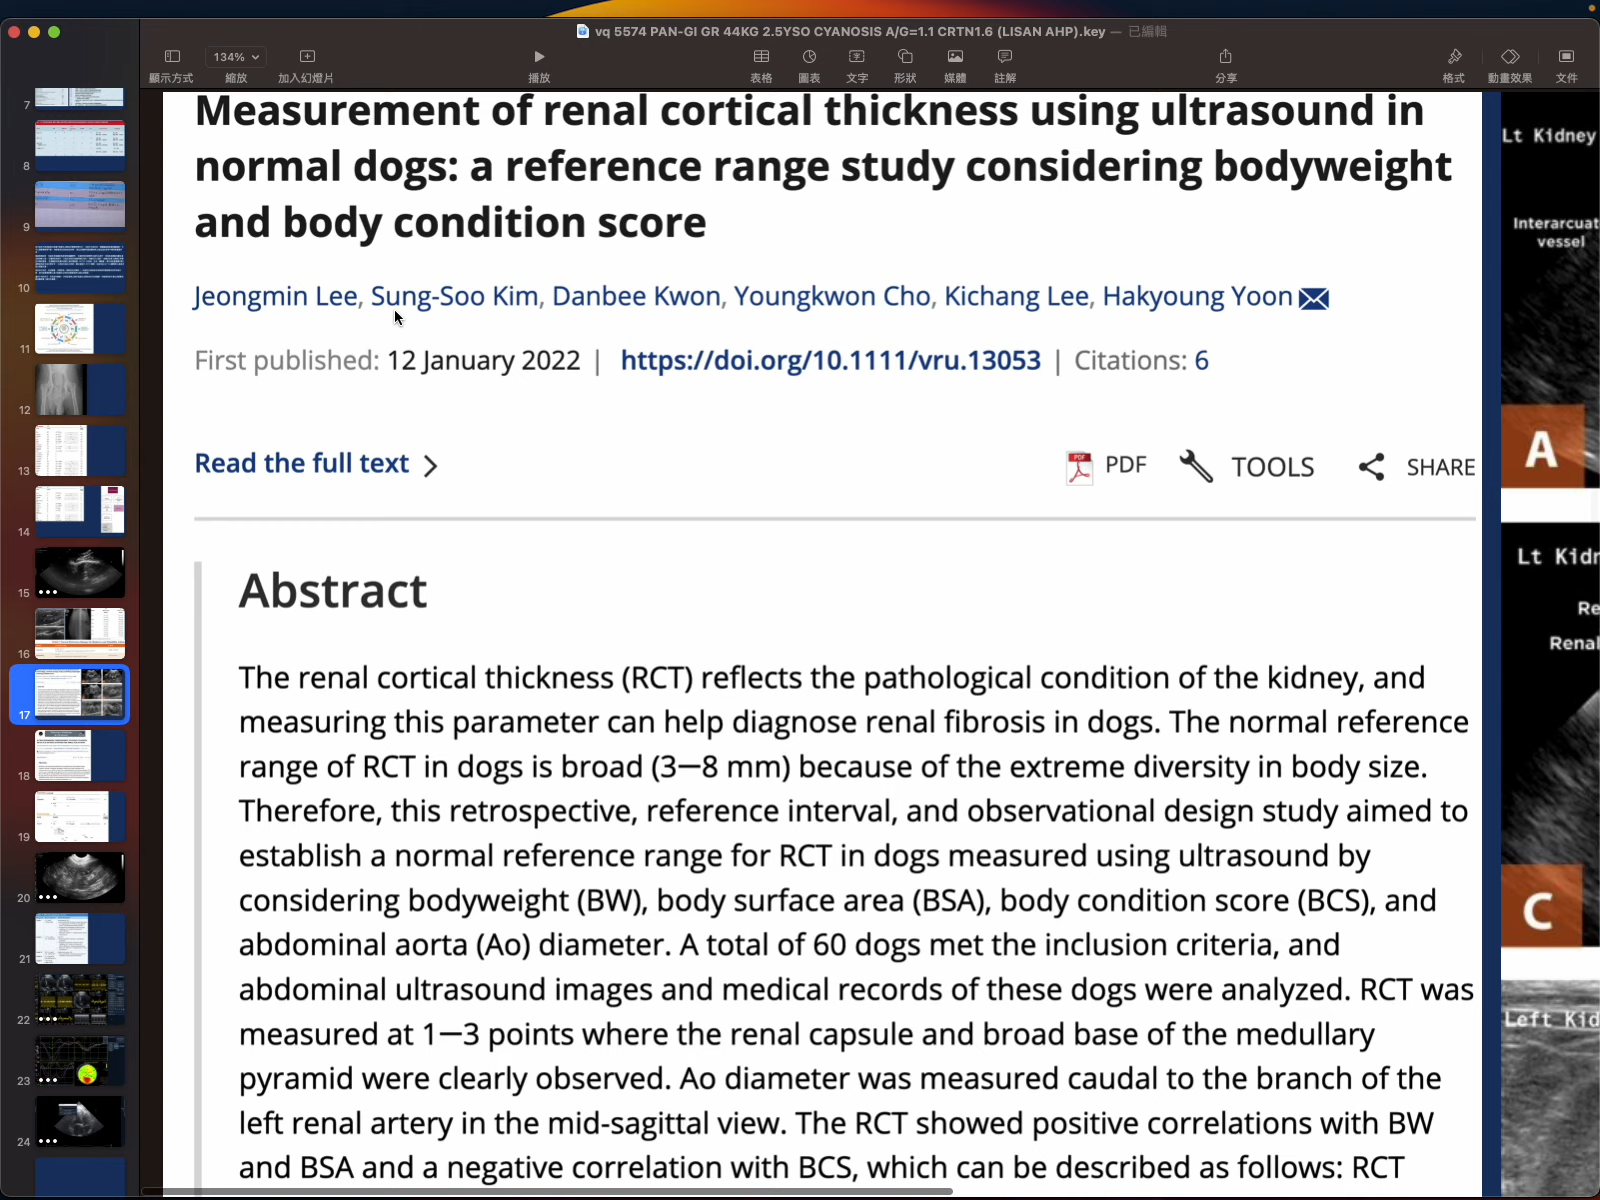 vq 5574 PAN-GI GR 44KG 2.5YSO CYANOSIS A/G=1.1 CRTN1.6 (LISAN AHP).key — 已編輯
134%
顯示方式 縮放 加入幻燈片 播放 表格 圖表 文字 形狀 媒體 註解 分享 格式 動畫效果 文件
7
8
9
10
11
12
13
14
15
16
17
18
19
20
21
22
23
24
Measurement of renal cortical thickness using ultrasound in
normal dogs: a reference range study considering bodyweight
and body condition score
Jeongmin Lee, Sung-Soo Kim, Danbee Kwon, Youngkwon Cho, Kichang Lee, Hakyoung Yoon
First published: 12 January 2022 | https://doi.org/10.1111/vru.13053 | Citations: 6
Read the full text
PDF TOOLS SHARE
Abstract
The renal cortical thickness (RCT) reflects the pathological condition of the kidney, and
measuring this parameter can help diagnose renal fibrosis in dogs. The normal reference
range of RCT in dogs is broad (3–8 mm) because of the extreme diversity in body size.
Therefore, this retrospective, reference interval, and observational design study aimed to
establish a normal reference range for RCT in dogs measured using ultrasound by
considering bodyweight (BW), body surface area (BSA), body condition score (BCS), and
abdominal aorta (Ao) diameter. A total of 60 dogs met the inclusion criteria, and
abdominal ultrasound images and medical records of these dogs were analyzed. RCT was
measured at 1–3 points where the renal capsule and broad base of the medullary
pyramid were clearly observed. Ao diameter was measured caudal to the branch of the
left renal artery in the mid-sagittal view. The RCT showed positive correlations with BW
and BSA and a negative correlation with BCS, which can be described as follows: RCT
Lt Kidney
Interarcuat
vessel
A
Lt Kidr
Re
Renal
C
Left Kid